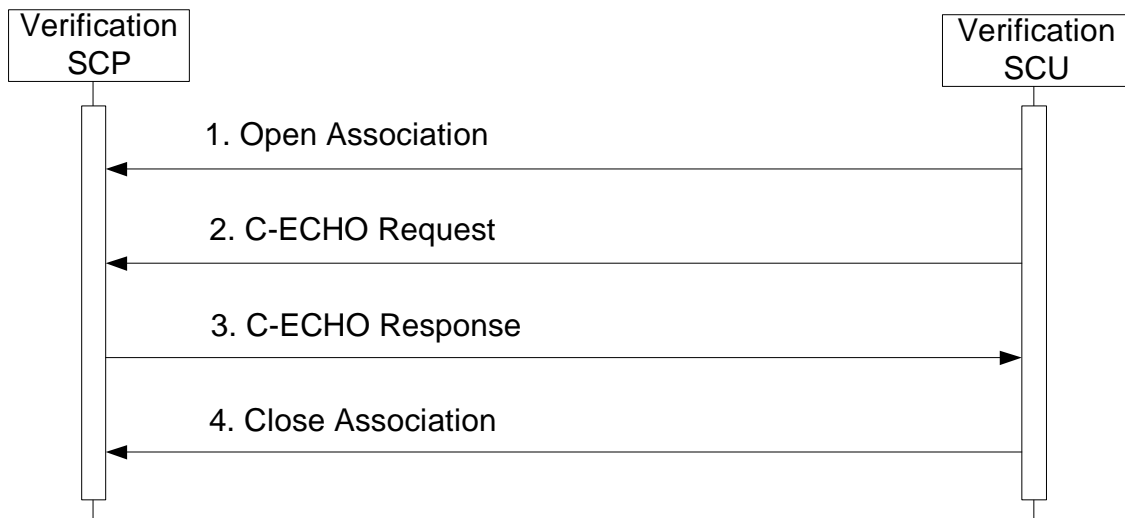 Verification
SCP
Verification
SCU
1. Open Association
2. C-ECHO Request
3. C-ECHO Response
4. Close Association